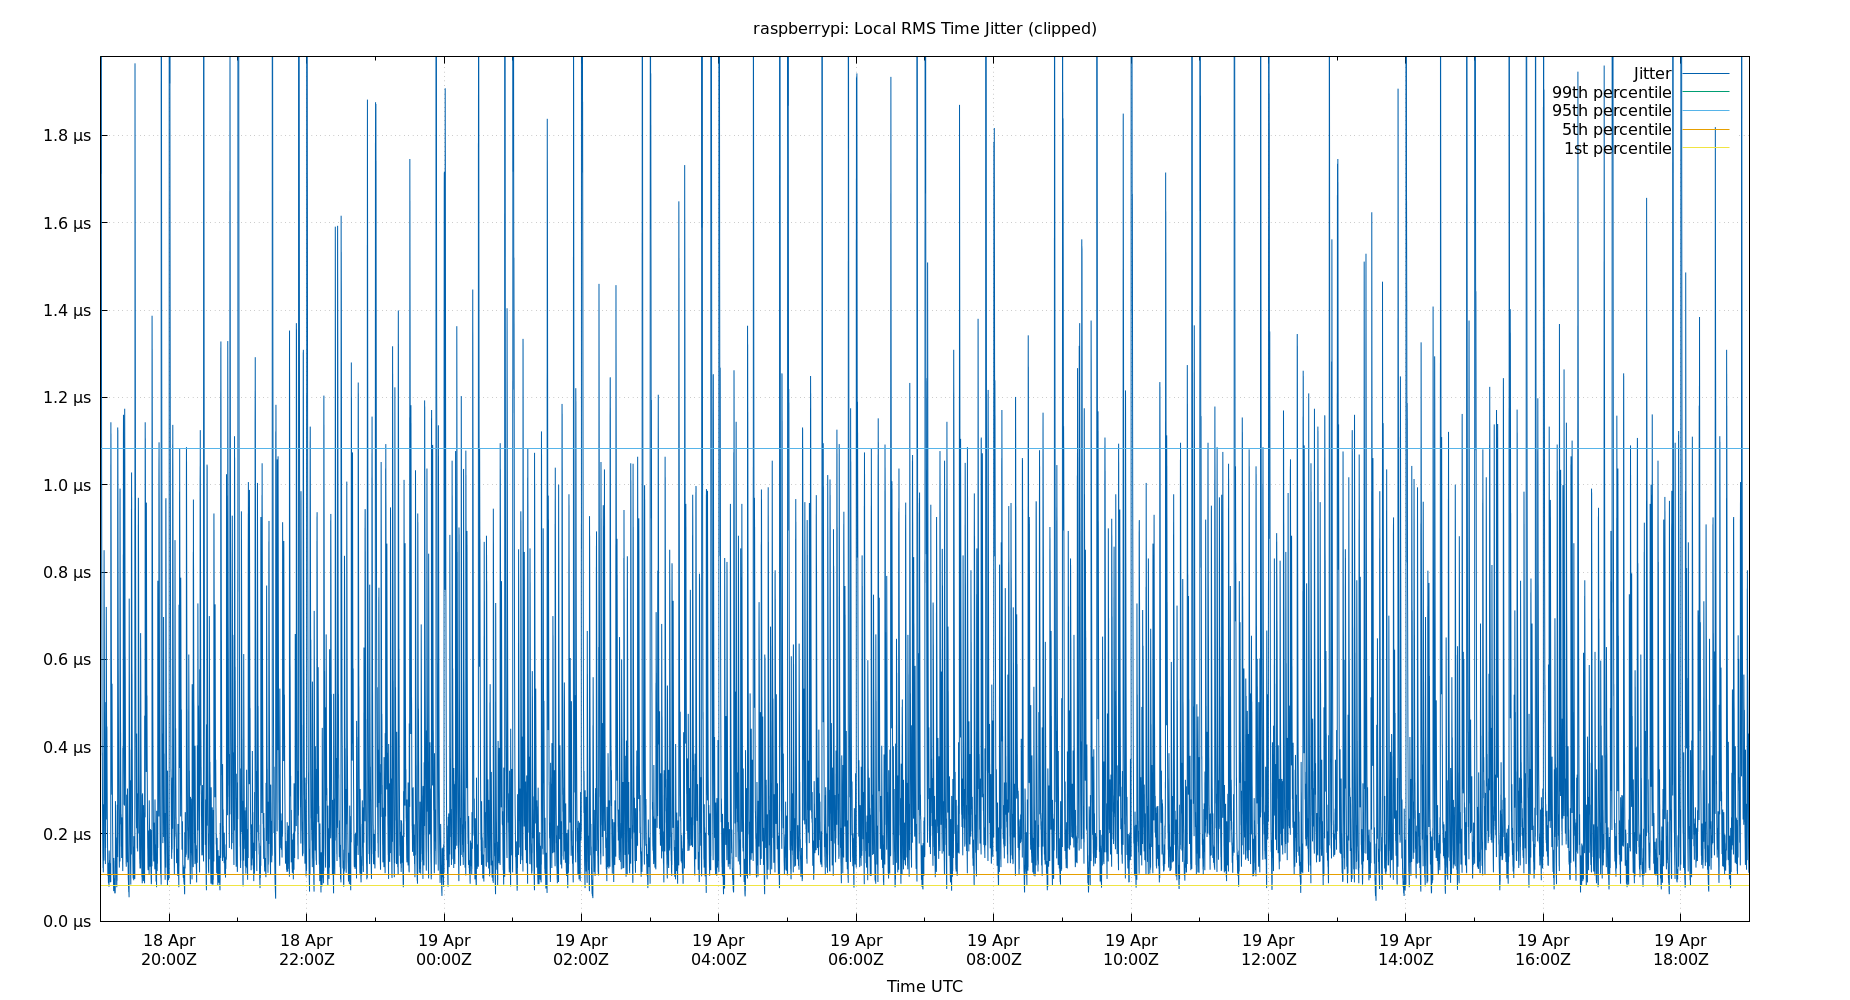 raspberrypi: Local RMS Time Jitter (clipped)
Jitter
99th percentile
95th percentile
5th percentile
1st percentile
1.8 µs
1.6 µs
1.4 µs
1.2 µs
1.0 µs
0.8 µs
0.6 µs
0.4 µs
0.2 µs
0.0 µs
18 Apr 18 Apr 19 Apr 19 Apr 19 Apr 19 Apr 19 Apr 19 Apr 19 Apr 19 Apr 19 Apr 19 Apr
20:00Z 22:00Z 00:00Z 02:00Z 04:00Z 06:00Z 08:00Z 10:00Z 12:00Z 14:00Z 16:00Z 18:00Z
Time UTC